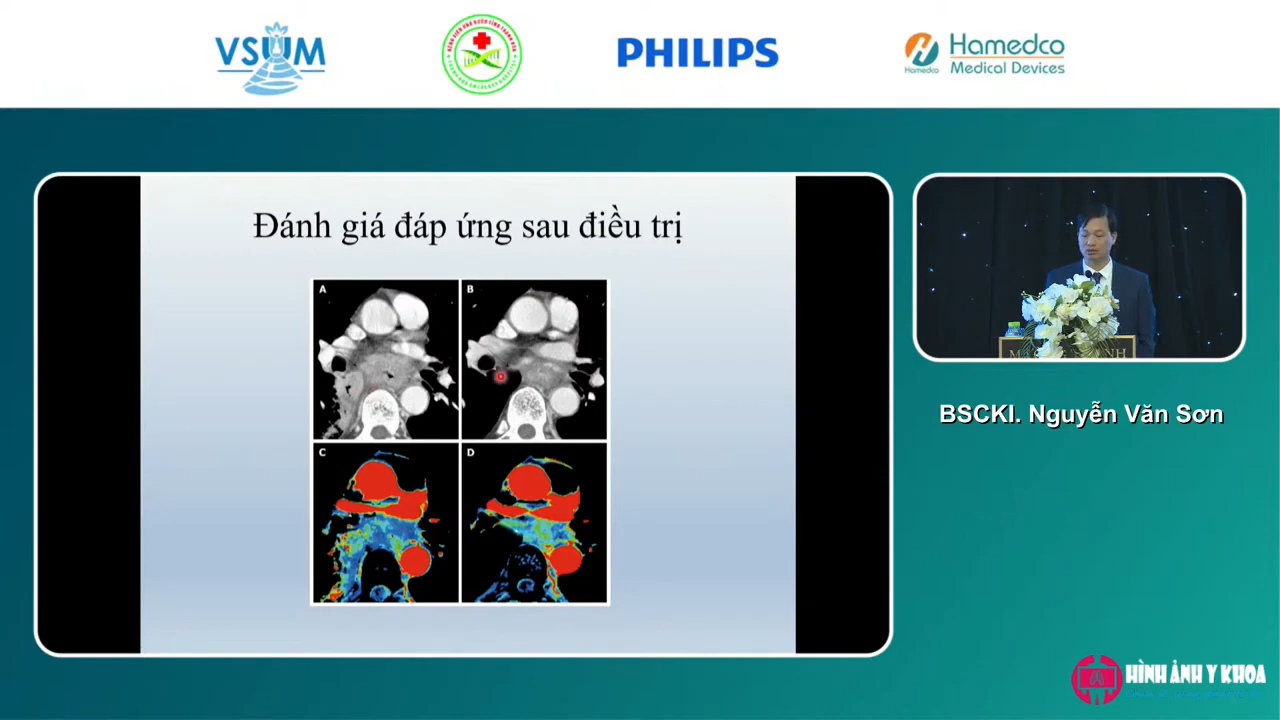 VSUM
PHILIPS
Hamedco
Hamedco
Medical Devices
Đánh giá đáp ứng sau điều trị
A
B
C
D
BSCKI. Nguyễn Văn Sơn
HÌNH ẢNH Y KHOA